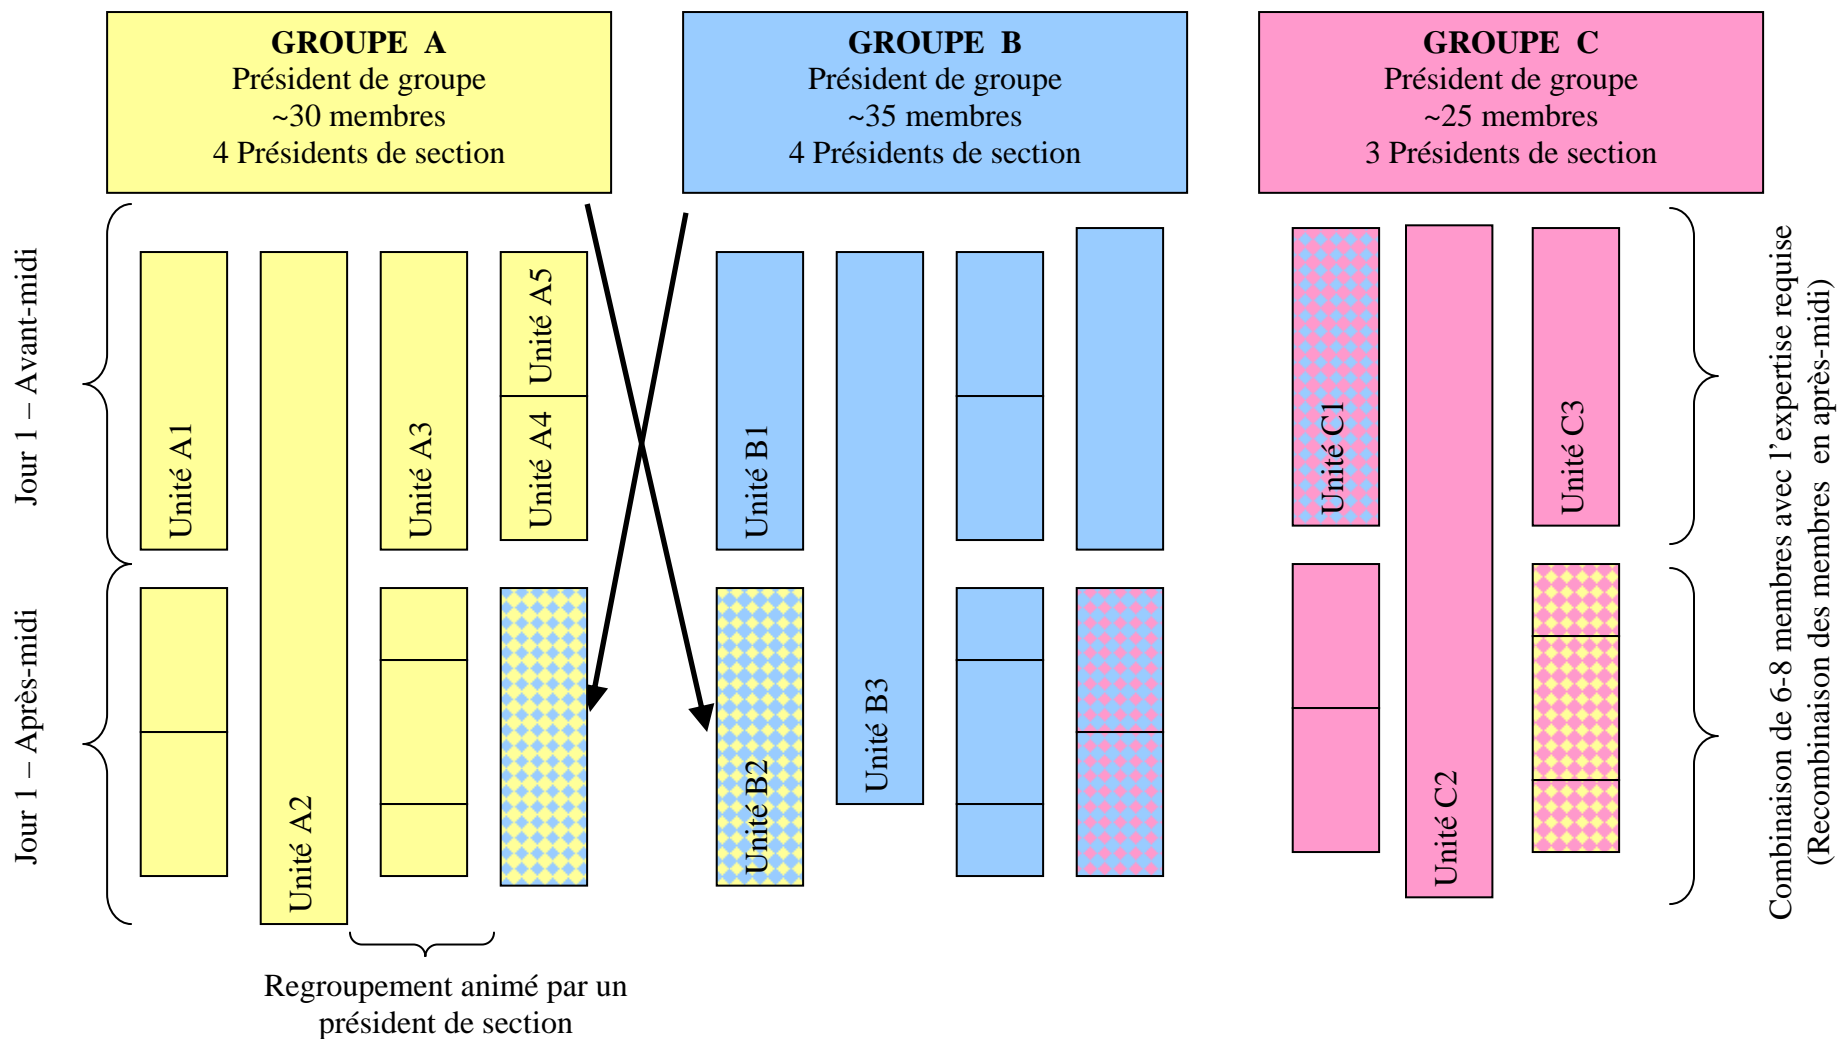 GROUPE A
Président de groupe
~30 membres
4 Présidents de section
GROUPE B
Président de groupe
~35 membres
4 Présidents de section
GROUPE C
Président de groupe
~25 membres
3 Présidents de section
Jour 1 – Avant-midi
Unité A1
Unité A2
Unité A3
Unité A5
Unité A4
Unité B1
Unité B2
Unité B3
Unité C1
Unité C2
Unité C3
Jour 1 – Après-midi
Combinaison de 6-8 membres avec l’expertise requise
(Recombinaison des membres en après-midi)
Regroupement animé par un
président de section